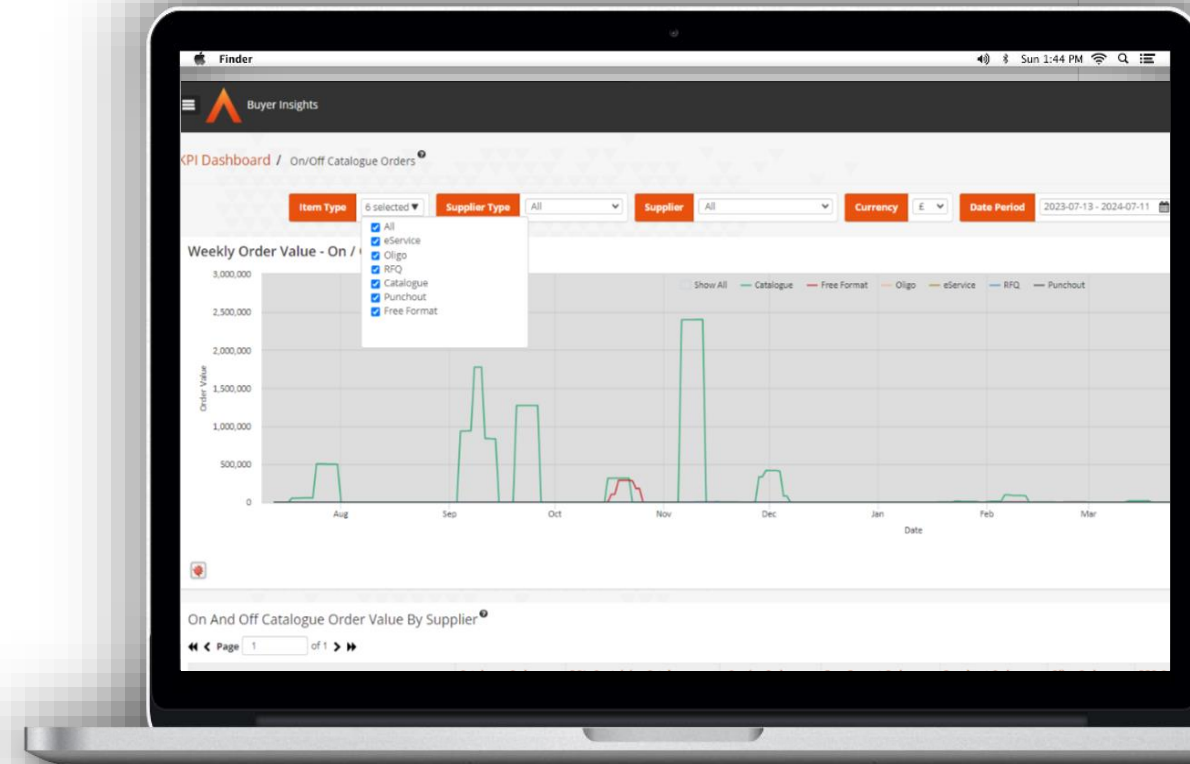 Finder
Sun 1:44 PM
Buyer Insights
KPI Dashboard / On/Off Catalogue Orders
Item Type 6 selected Supplier Type All Supplier All Currency £ Date Period 2023-07-13 - 2024-07-11
All
eService
Oligo
RFQ
Catalogue
Punchout
Free Format
Weekly Order Value - On /
Show All Catalogue Free Format Oligo eService RFQ Punchout
3,000,000
2,500,000
2,000,000
1,500,000
1,000,000
500,000
0
Order Value
Aug Sep Oct Nov Dec Jan Feb Mar
Date
On And Off Catalogue Order Value By Supplier
Page 1 of 1